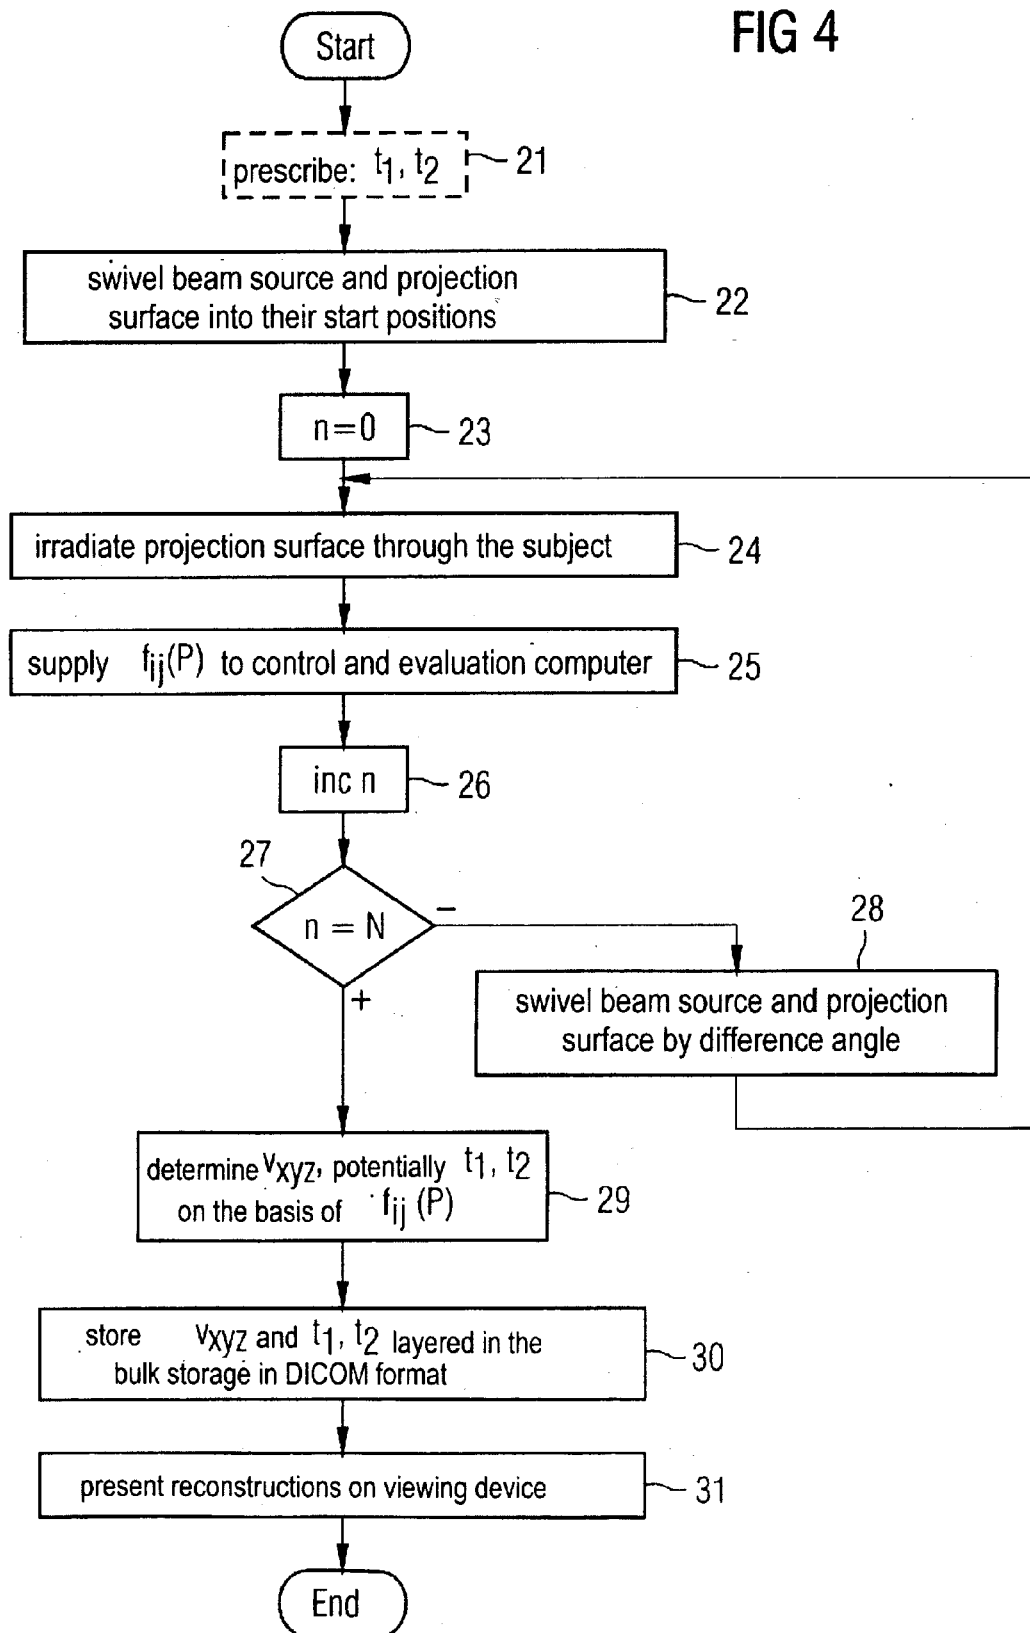 FIG 4
Start
prescribe: t1, t2
21
swivel beam source and projection
surface into their start positions
22
n=0
23
irradiate projection surface through the subject
24
supply fij(P) to control and evaluation computer
25
inc n
26
27
n = N
−
+
28
swivel beam source and projection
surface by difference angle
determine vxyz, potentially t1, t2
on the basis of fij (P)
29
store vxyz and t1, t2 layered in the
bulk storage in DICOM format
30
present reconstructions on viewing device
31
End